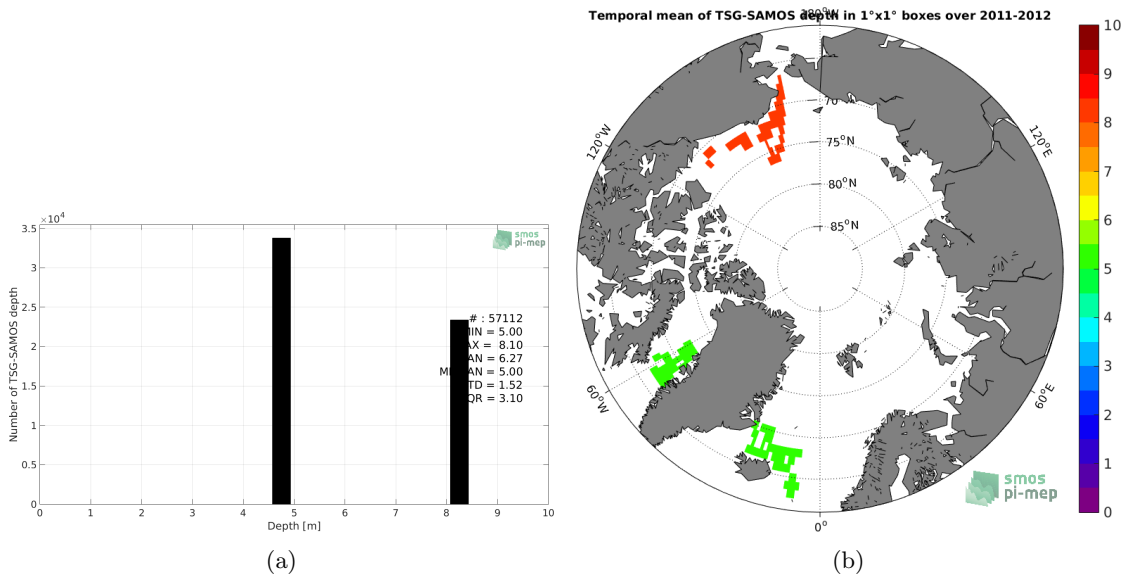 Temporal mean of TSG-SAMOS depth in 1°x1° boxes over 2011-2012
180°W
120°W
120°E
60°W
60°E
0°
70°
75°N
80°N
85°N
10
9
8
7
6
5
4
3
2
1
0
smos
pi-mep
×10⁴
3.5
3
2.5
2
1.5
1
0.5
0
Number of TSG-SAMOS depth
smos
pi-mep
# : 57112
= 5.00
= 8.10
= 6.27
= 5.00
= 1.52
= 3.10
0 1 2 3 4 5 6 7 8 9 10
Depth [m]
(a)
(b)